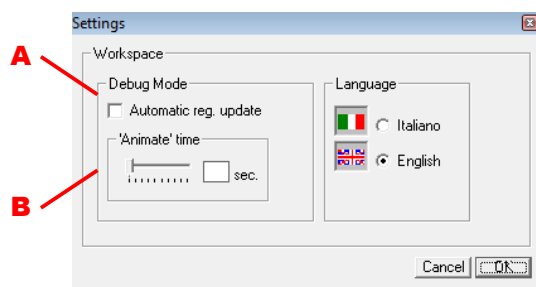 Settings
A
Workspace
Debug Mode
Automatic reg. update
'Animate' time
sec.
B
Language
Italiano
English
Cancel
OK